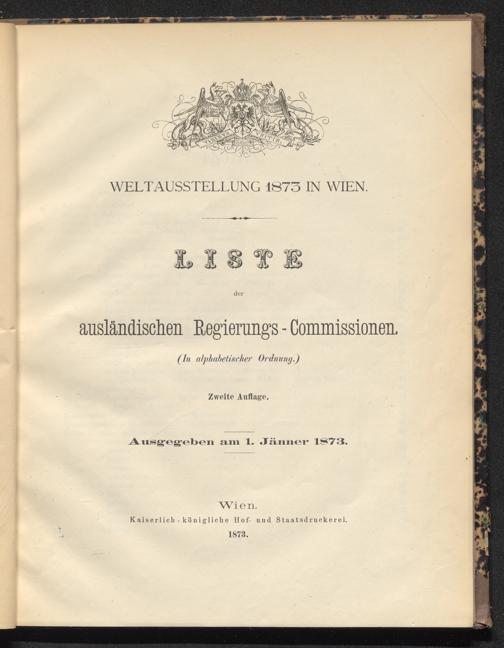 WELTAUSSTELLUNG 1873 IN WIEN.
LISTE
der
ausländischen Regierungs-Commissionen.
(In alphabetischer Ordnung.)
Zweite Auflage.
Ausgegeben am 1. Jänner 1873.
Wien.
Kaiserlich-königliche Hof- und Staatsdruckerei.
1873.